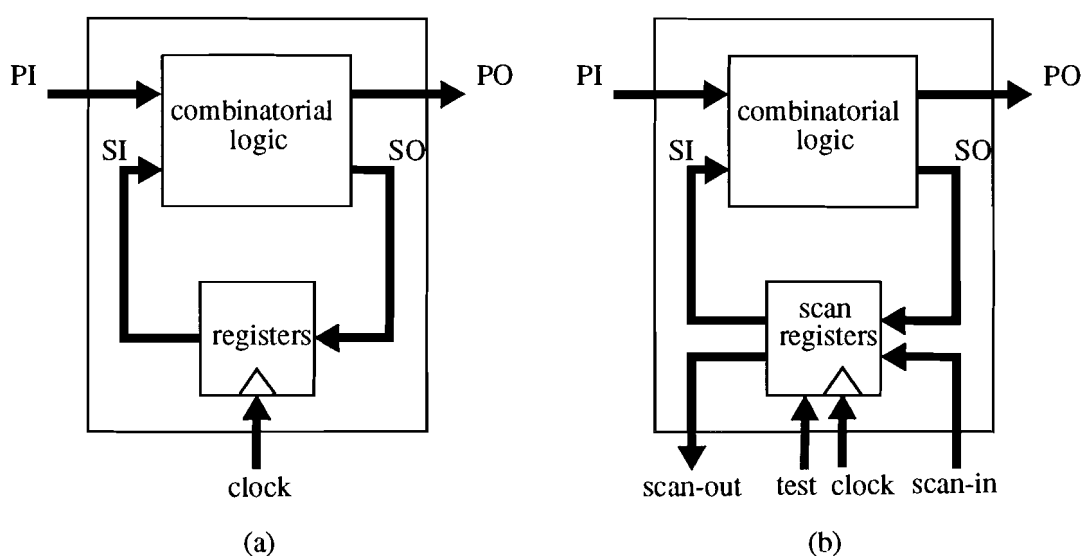 PI
PO
combinatorial
logic
SI
SO
registers
clock
(a)
PI
PO
combinatorial
logic
SI
SO
scan
registers
scan-out
test
clock
scan-in
(b)